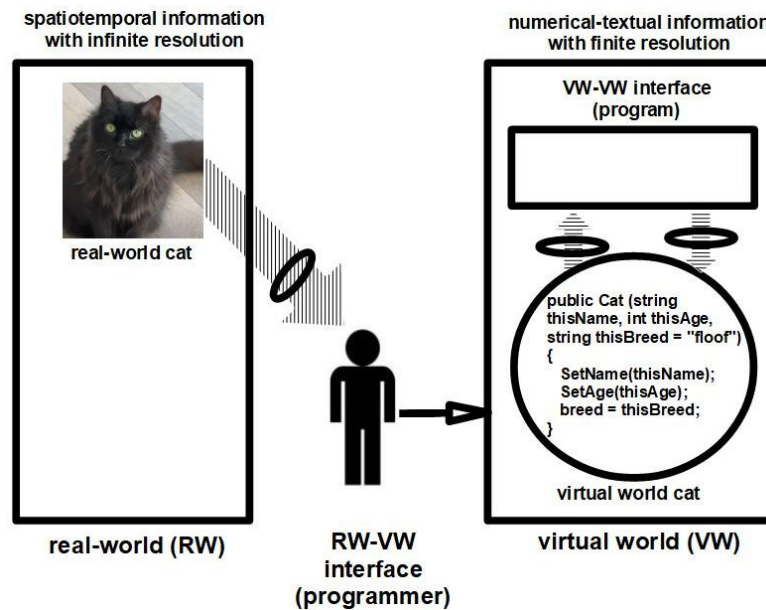 spatiotemporal information
with infinite resolution
real-world cat
real-world (RW)
RW-VW
interface
(programmer)
numerical-textual information
with finite resolution
VW-VW interface
(program)
public Cat (string
thisName, int thisAge,
string thisBreed = "floof")
{
SetName(thisName);
SetAge(thisAge);
breed = thisBreed;
}
virtual world cat
virtual world (VW)